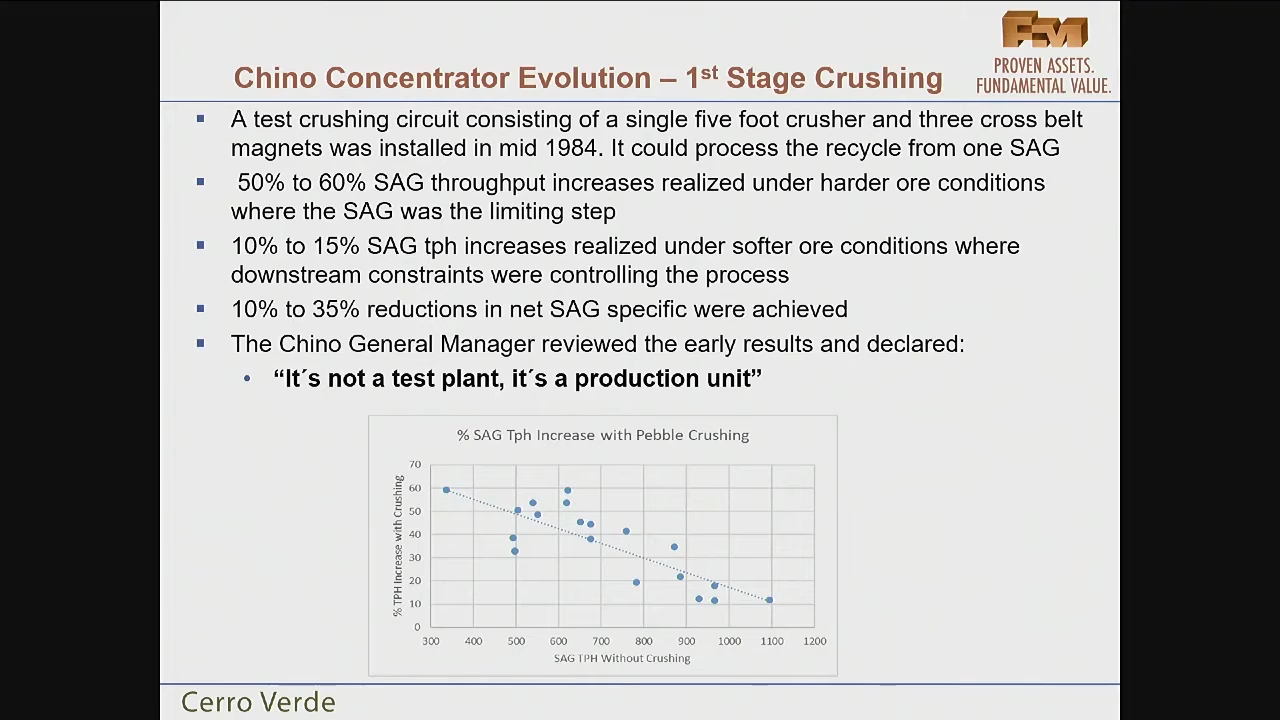 FM
PROVEN ASSETS.
FUNDAMENTAL VALUE.
Chino Concentrator Evolution – 1st Stage Crushing
▪ A test crushing circuit consisting of a single five foot crusher and three cross belt
magnets was installed in mid 1984. It could process the recycle from one SAG
▪ 50% to 60% SAG throughput increases realized under harder ore conditions
where the SAG was the limiting step
▪ 10% to 15% SAG tph increases realized under softer ore conditions where
downstream constraints were controlling the process
▪ 10% to 35% reductions in net SAG specific were achieved
▪ The Chino General Manager reviewed the early results and declared:
• “It´s not a test plant, it´s a production unit”
% SAG Tph Increase with Pebble Crushing
% TPH Increase with Crushing
70
60
50
40
30
20
10
0
300 400 500 600 700 800 900 1000 1100 1200
SAG TPH Without Crushing
Cerro Verde